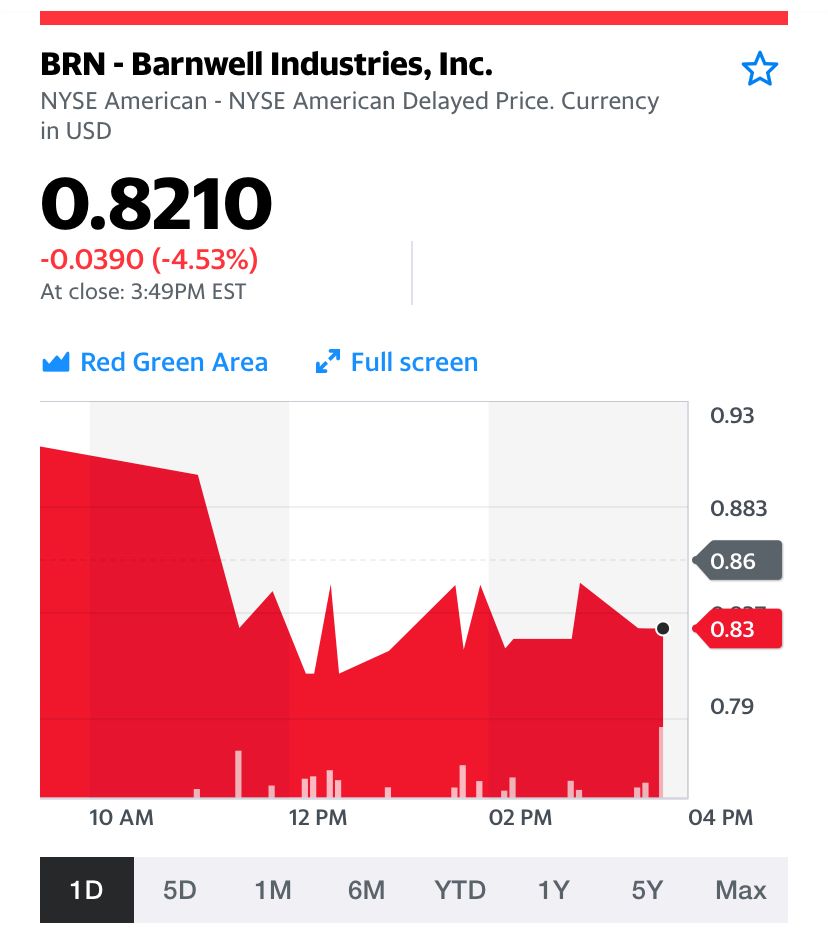 BRN - Barnwell Industries, Inc.
NYSE American - NYSE American Delayed Price. Currency
in USD
0.8210
-0.0390 (-4.53%)
At close: 3:49PM EST
Red Green Area
Full screen
0.93
0.883
0.86
0.83
0.79
10 AM
12 PM
02 PM
04 PM
1D
5D
1M
6M
YTD
1Y
5Y
Max